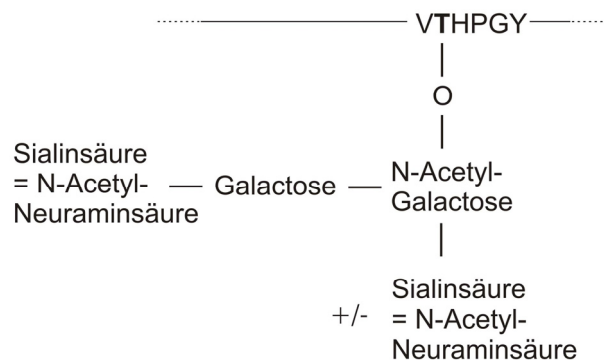 VTHPGY
O
Sialinsäure
= N-Acetyl-
Neuraminsäure
Galactose
N-Acetyl-
Galactose
+/-
Sialinsäure
= N-Acetyl-
Neuraminsäure